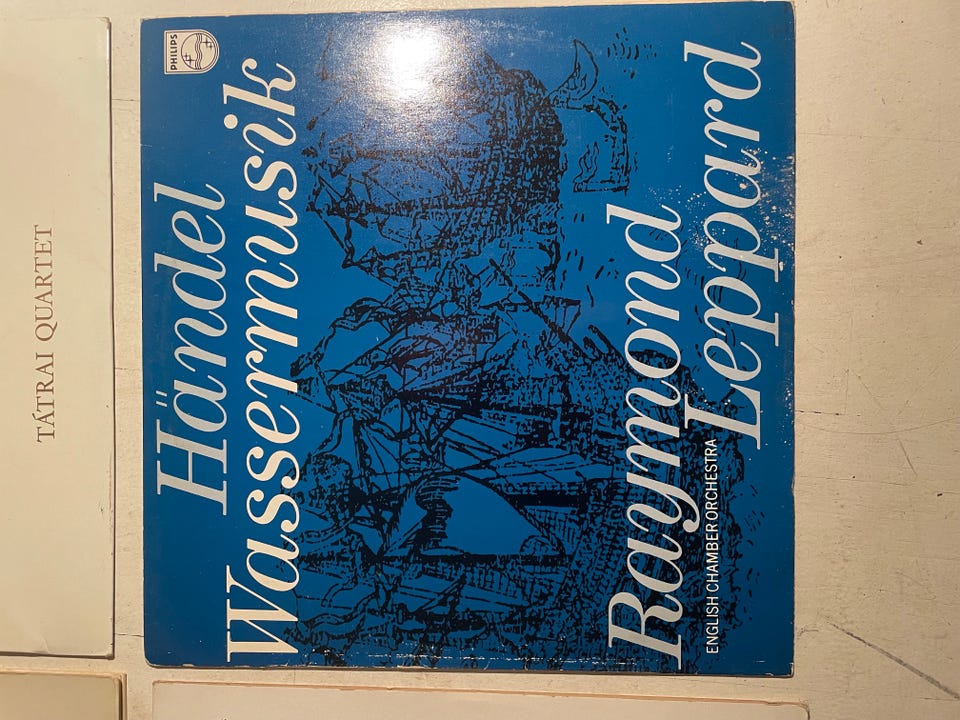 PHILIPS
Händel
Wassermusik
Raymond
Leppard
ENGLISH CHAMBER ORCHESTRA
TÁTRAI QUARTET